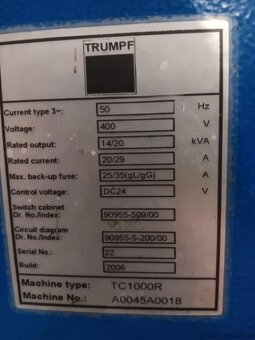 TRUMPF
Current type 3~: 50 Hz
Voltage: 400 V
Rated output: 14/20 kVA
Rated current: 20/29 A
Max. back-up fuse: 25/35(gL/gG) A
Control voltage: DC24 V
Switch cabinet
Dr. No./Index: 90955-599/00
Circuit diagram
Dr. No./Index: 90955-5-200/00
Serial No.: 22
Build: 2006
Machine type: TC1000R
Machine No.: A0045A0018